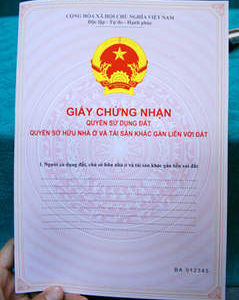 CỘNG HÒA XÃ HỘI CHỦ NGHĨA VIỆT NAM
Độc lập - Tự do - Hạnh phúc
GIẤY CHỨNG NHẬN
QUYỀN SỬ DỤNG ĐẤT
QUYỀN SỞ HỮU NHÀ Ở VÀ TÀI SẢN KHÁC GẮN LIỀN VỚI ĐẤT
I. Người sử dụng đất, chủ sở hữu nhà ở và tài sản khác gắn liền với đất
BA 012345